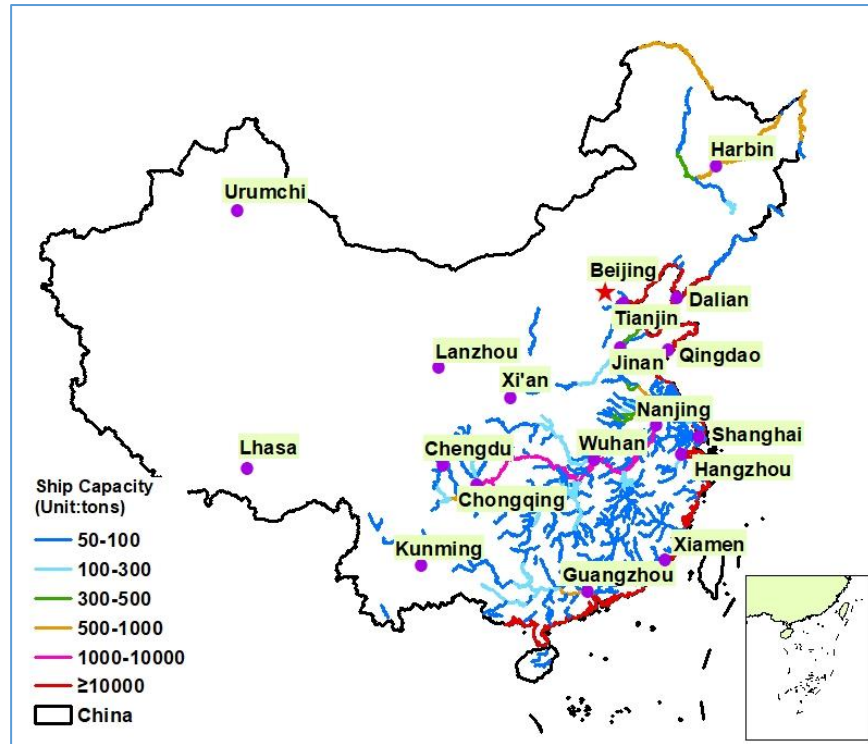 Harbin
Urumchi
Beijing
Dalian
Tianjin
Lanzhou
Jinan
Qingdao
Xi'an
Nanjing
Shanghai
Wuhan
Chengdu
Lhasa
Hangzhou
Chongqing
Ship Capacity
(Unit:tons)
50-100
100-300
300-500
500-1000
1000-10000
≥10000
China
Kunming
Xiamen
Guangzhou